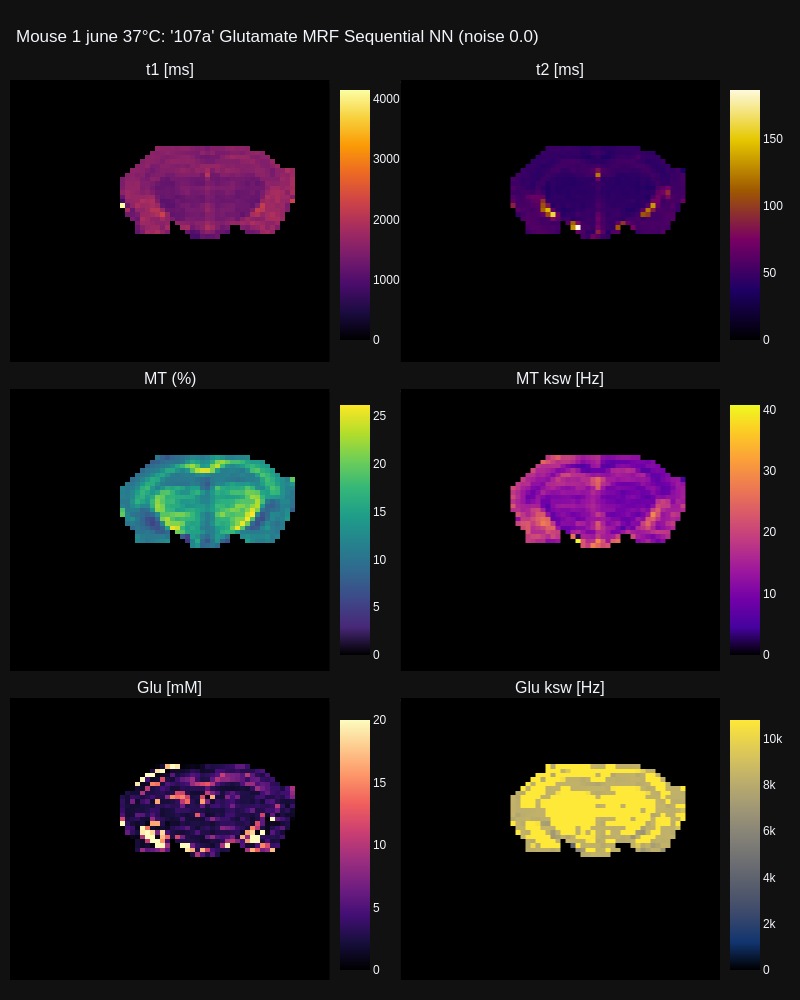 Mouse 1 june 37°C: '107a' Glutamate MRF Sequential NN (noise 0.0)
t1 [ms]
t2 [ms]
4000
3000
2000
1000
0
150
100
50
0
MT (%)
MT ksw [Hz]
25
20
15
10
5
0
40
30
20
10
0
Glu [mM]
Glu ksw [Hz]
20
15
10
5
0
10k
8k
6k
4k
2k
0